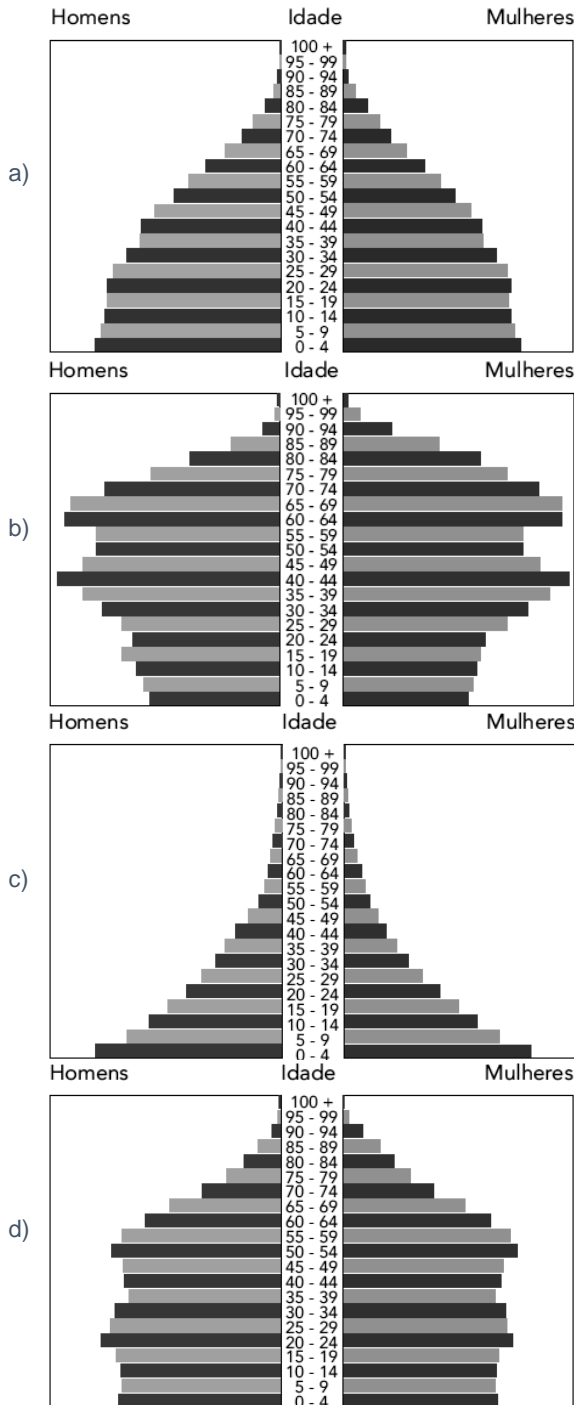 Homens Idade Mulheres
100 +
95 - 99
90 - 94
85 - 89
80 - 84
75 - 79
70 - 74
65 - 69
60 - 64
a) 55 - 59
50 - 54
45 - 49
40 - 44
35 - 39
30 - 34
25 - 29
20 - 24
15 - 19
10 - 14
5 - 9
0 - 4
Homens Idade Mulheres
100 +
95 - 99
90 - 94
85 - 89
80 - 84
75 - 79
70 - 74
65 - 69
60 - 64
b) 55 - 59
50 - 54
45 - 49
40 - 44
35 - 39
30 - 34
25 - 29
20 - 24
15 - 19
10 - 14
5 - 9
0 - 4
Homens Idade Mulheres
100 +
95 - 99
90 - 94
85 - 89
80 - 84
75 - 79
70 - 74
65 - 69
60 - 64
c) 55 - 59
50 - 54
45 - 49
40 - 44
35 - 39
30 - 34
25 - 29
20 - 24
15 - 19
10 - 14
5 - 9
0 - 4
Homens Idade Mulheres
100 +
95 - 99
90 - 94
85 - 89
80 - 84
75 - 79
70 - 74
65 - 69
60 - 64
d) 55 - 59
50 - 54
45 - 49
40 - 44
35 - 39
30 - 34
25 - 29
20 - 24
15 - 19
10 - 14
5 - 9
0 - 4